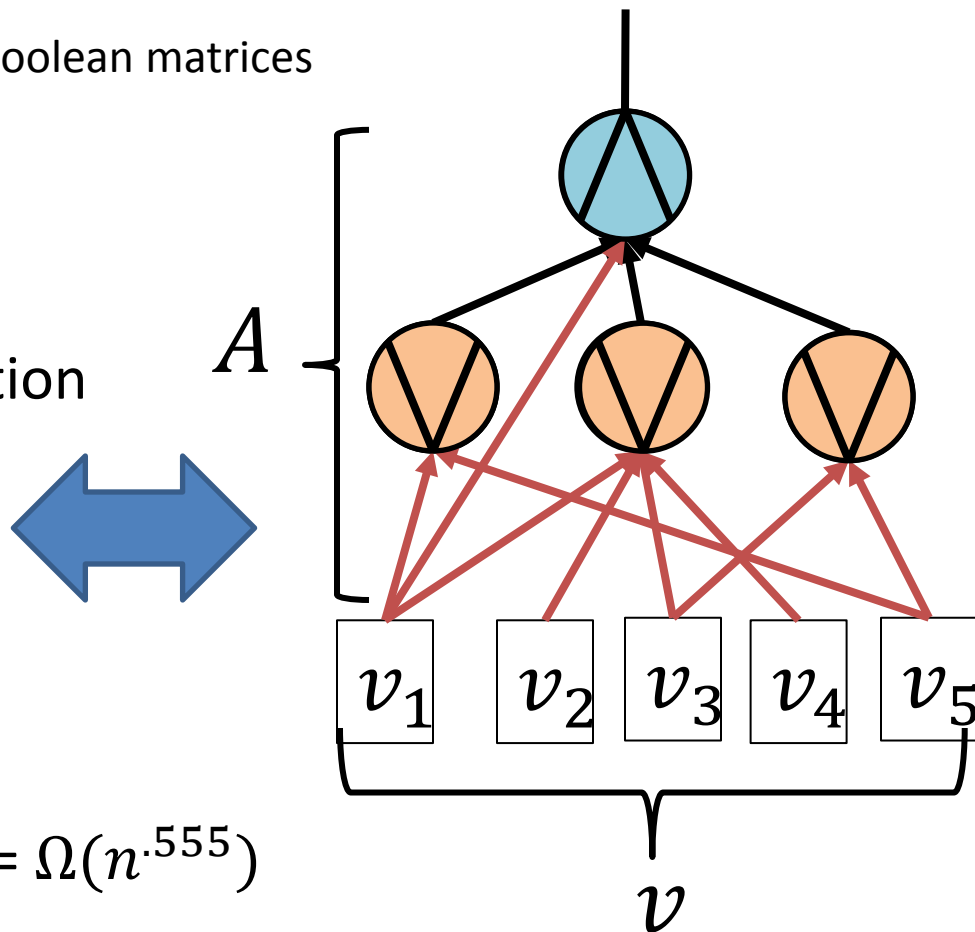 oolean matrices
A
tion
v₁ v₂ v₃ v₄ v₅
= Ω(n^.555)
v